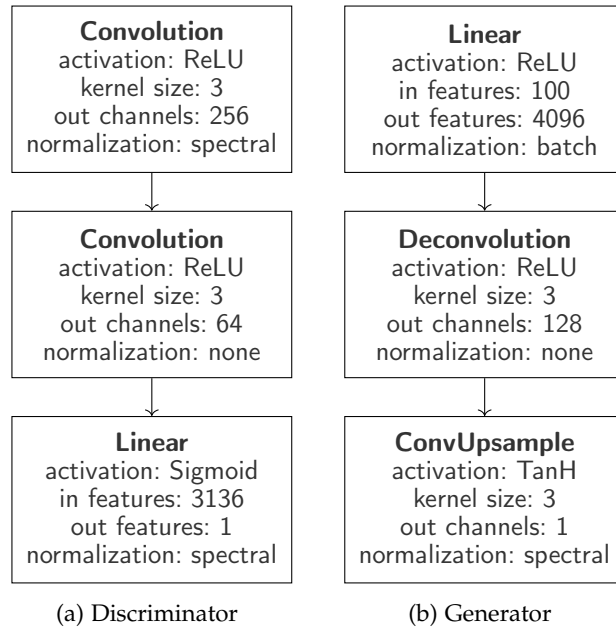 Convolution
activation: ReLU
kernel size: 3
out channels: 256
normalization: spectral
Convolution
activation: ReLU
kernel size: 3
out channels: 64
normalization: none
Linear
activation: Sigmoid
in features: 3136
out features: 1
normalization: spectral
(a) Discriminator
Linear
activation: ReLU
in features: 100
out features: 4096
normalization: batch
Deconvolution
activation: ReLU
kernel size: 3
out channels: 128
normalization: none
ConvUpsample
activation: TanH
kernel size: 3
out channels: 1
normalization: spectral
(b) Generator